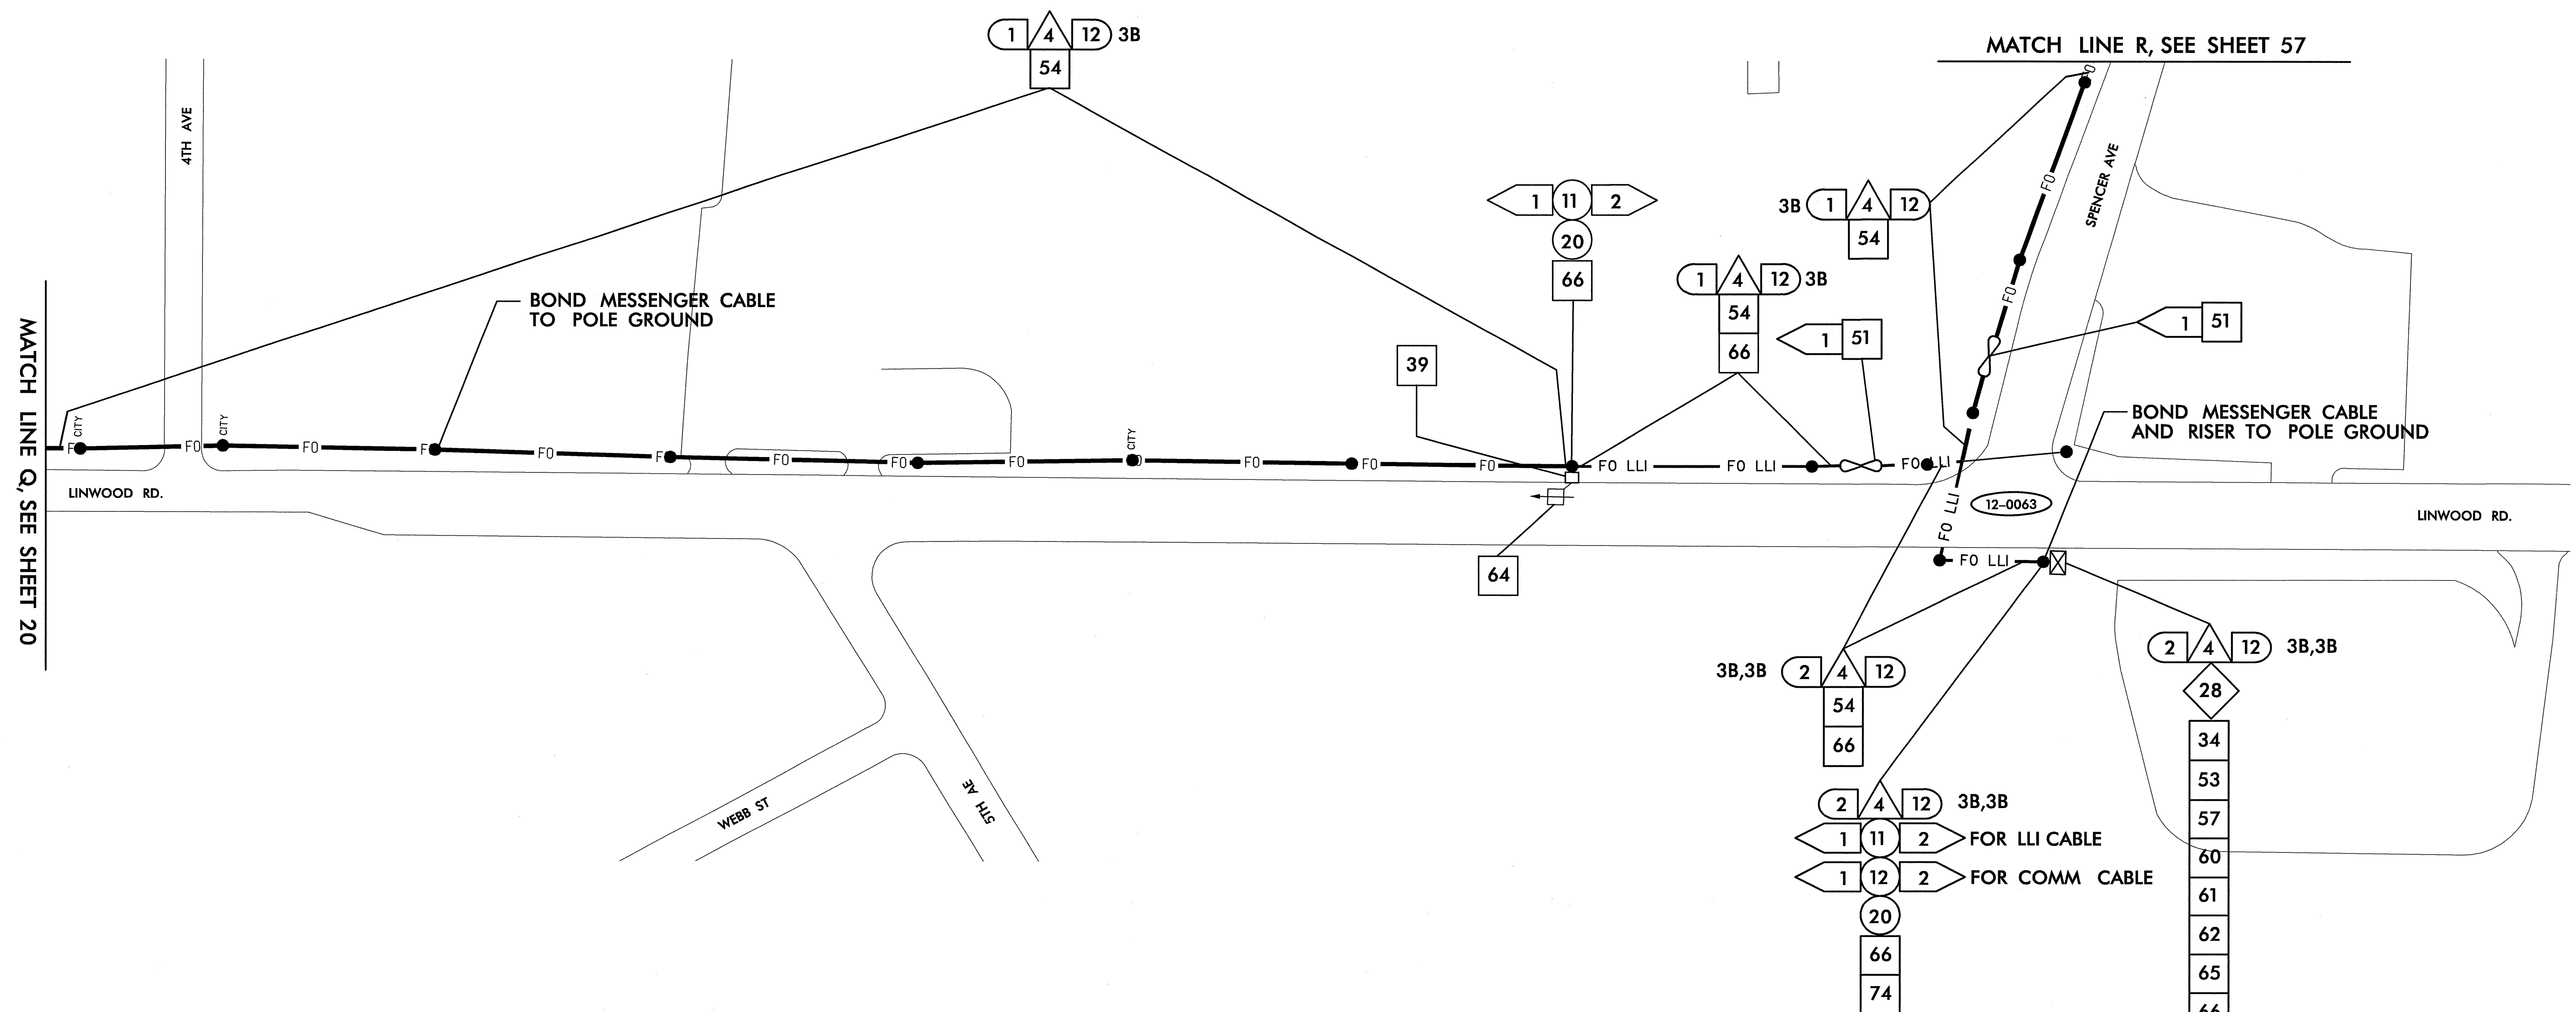 1 4 12 3B
54
MATCH LINE R, SEE SHEET 57
4TH AVE
FO
SPENCER AVE
FO
FO
1 11 2
20
66
3B 1 4 12
54
1 4 12 3B
54
66
1 51
1 51
BOND MESSENGER CABLE
TO POLE GROUND
39
MATCH LINE Q, SEE SHEET 20
CITY
CITY
CITY
BOND MESSENGER CABLE
AND RISER TO POLE GROUND
F FO FO F FO F FO FO FO FO FO FO FO LLI FO LLI FO LLI
LINWOOD RD.
12-0063
LINWOOD RD.
FO LLI
FO LLI
64
3B,3B 2 4 12
54
66
2 4 12 3B,3B
28
34
53
57
60
61
62
65
66
WEBB ST
5TH AE
2 4 12 3B,3B
1 11 2 FOR LLI CABLE
1 12 2 FOR COMM CABLE
20
66
74